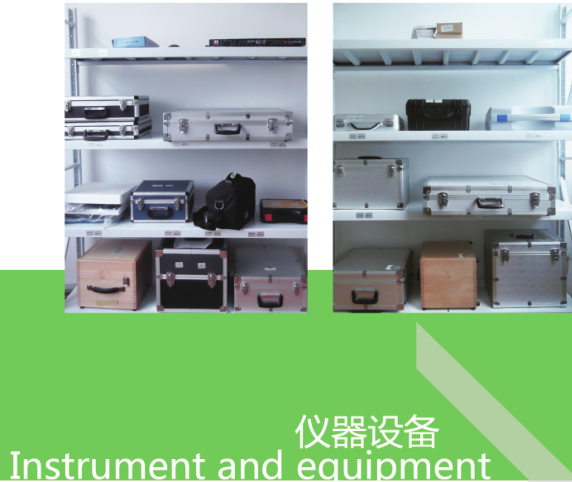 仪器设备
Instrument and equipment